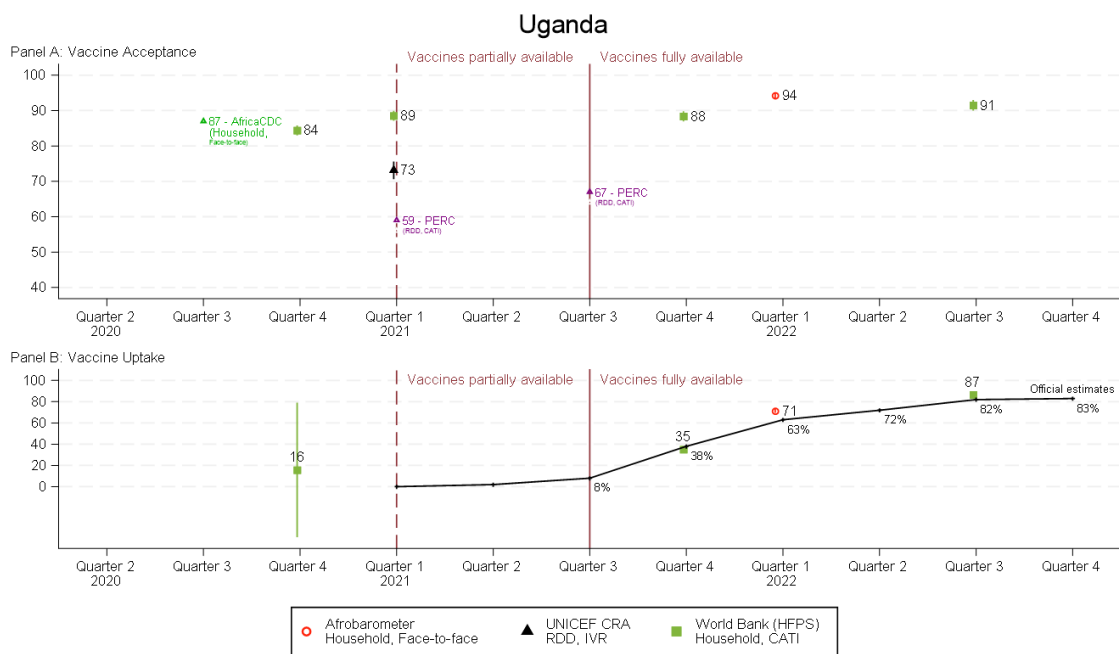 Uganda
Panel A: Vaccine Acceptance
Vaccines partially available
Vaccines fully available
100
90
80
70
60
50
40
87 - AfricaCDC
(Household,
Face-to-face)
84
89
73
59 - PERC
(RDD, CATI)
67 - PERC
(RDD, CATI)
88
94
91
Quarter 2
2020
Quarter 3
Quarter 4
Quarter 1
2021
Quarter 2
Quarter 3
Quarter 4
Quarter 1
2022
Quarter 2
Quarter 3
Quarter 4
Panel B: Vaccine Uptake
Vaccines partially available
Vaccines fully available
100
80
60
40
20
0
16
8%
35
38%
71
63%
72%
87
82%
Official estimates
83%
Quarter 2
2020
Quarter 3
Quarter 4
Quarter 1
2021
Quarter 2
Quarter 3
Quarter 4
Quarter 1
2022
Quarter 2
Quarter 3
Quarter 4
Afrobarometer
Household, Face-to-face
UNICEF CRA
RDD, IVR
World Bank (HFPS)
Household, CATI